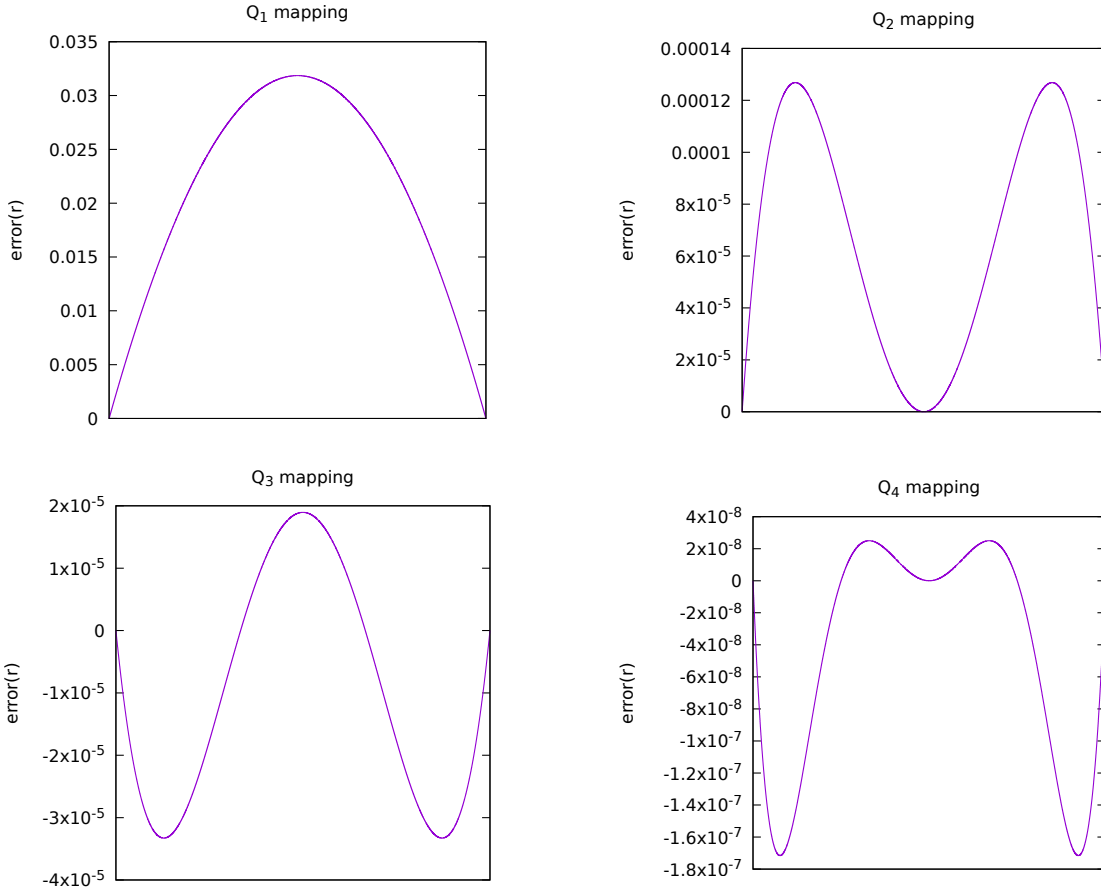 Q1 mapping
0.035
0.03
0.025
0.02
0.015
0.01
0.005
0
error(r)
Q2 mapping
0.00014
0.00012
0.0001
8x10-5
6x10-5
4x10-5
2x10-5
0
error(r)
Q3 mapping
2x10-5
1x10-5
0
-1x10-5
-2x10-5
-3x10-5
-4x10-5
error(r)
Q4 mapping
4x10-8
2x10-8
0
-2x10-8
-4x10-8
-6x10-8
-8x10-8
-1x10-7
-1.2x10-7
-1.4x10-7
-1.6x10-7
-1.8x10-7
error(r)